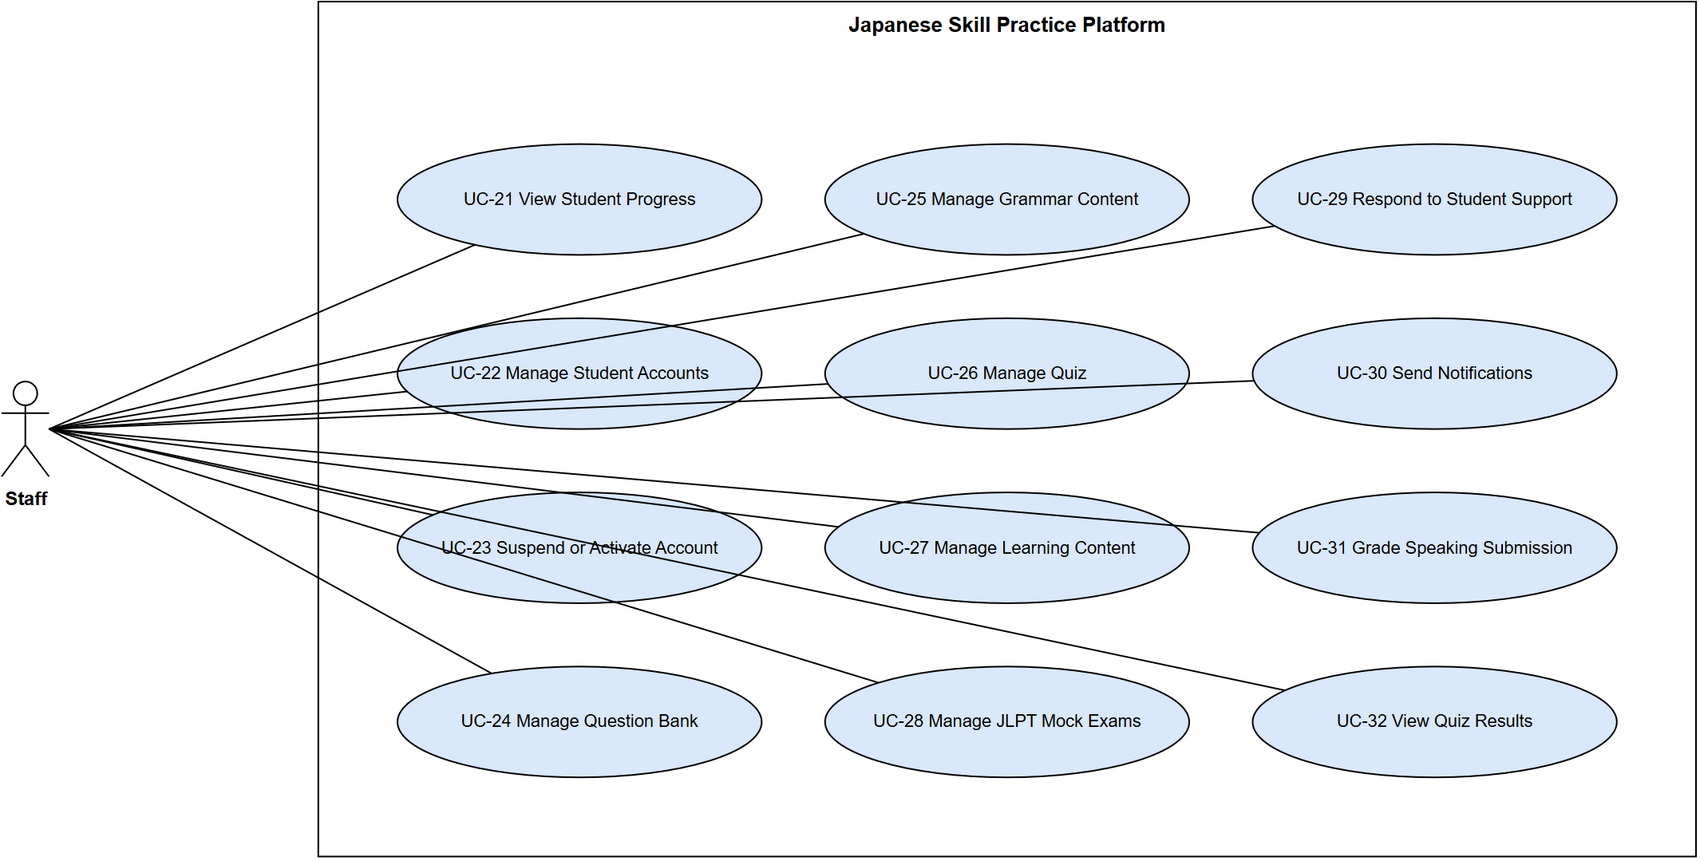 Japanese Skill Practice Platform
UC-21 View Student Progress
UC-25 Manage Grammar Content
UC-29 Respond to Student Support
UC-22 Manage Student Accounts
UC-26 Manage Quiz
UC-30 Send Notifications
Staff
UC-23 Suspend or Activate Account
UC-27 Manage Learning Content
UC-31 Grade Speaking Submission
UC-24 Manage Question Bank
UC-28 Manage JLPT Mock Exams
UC-32 View Quiz Results